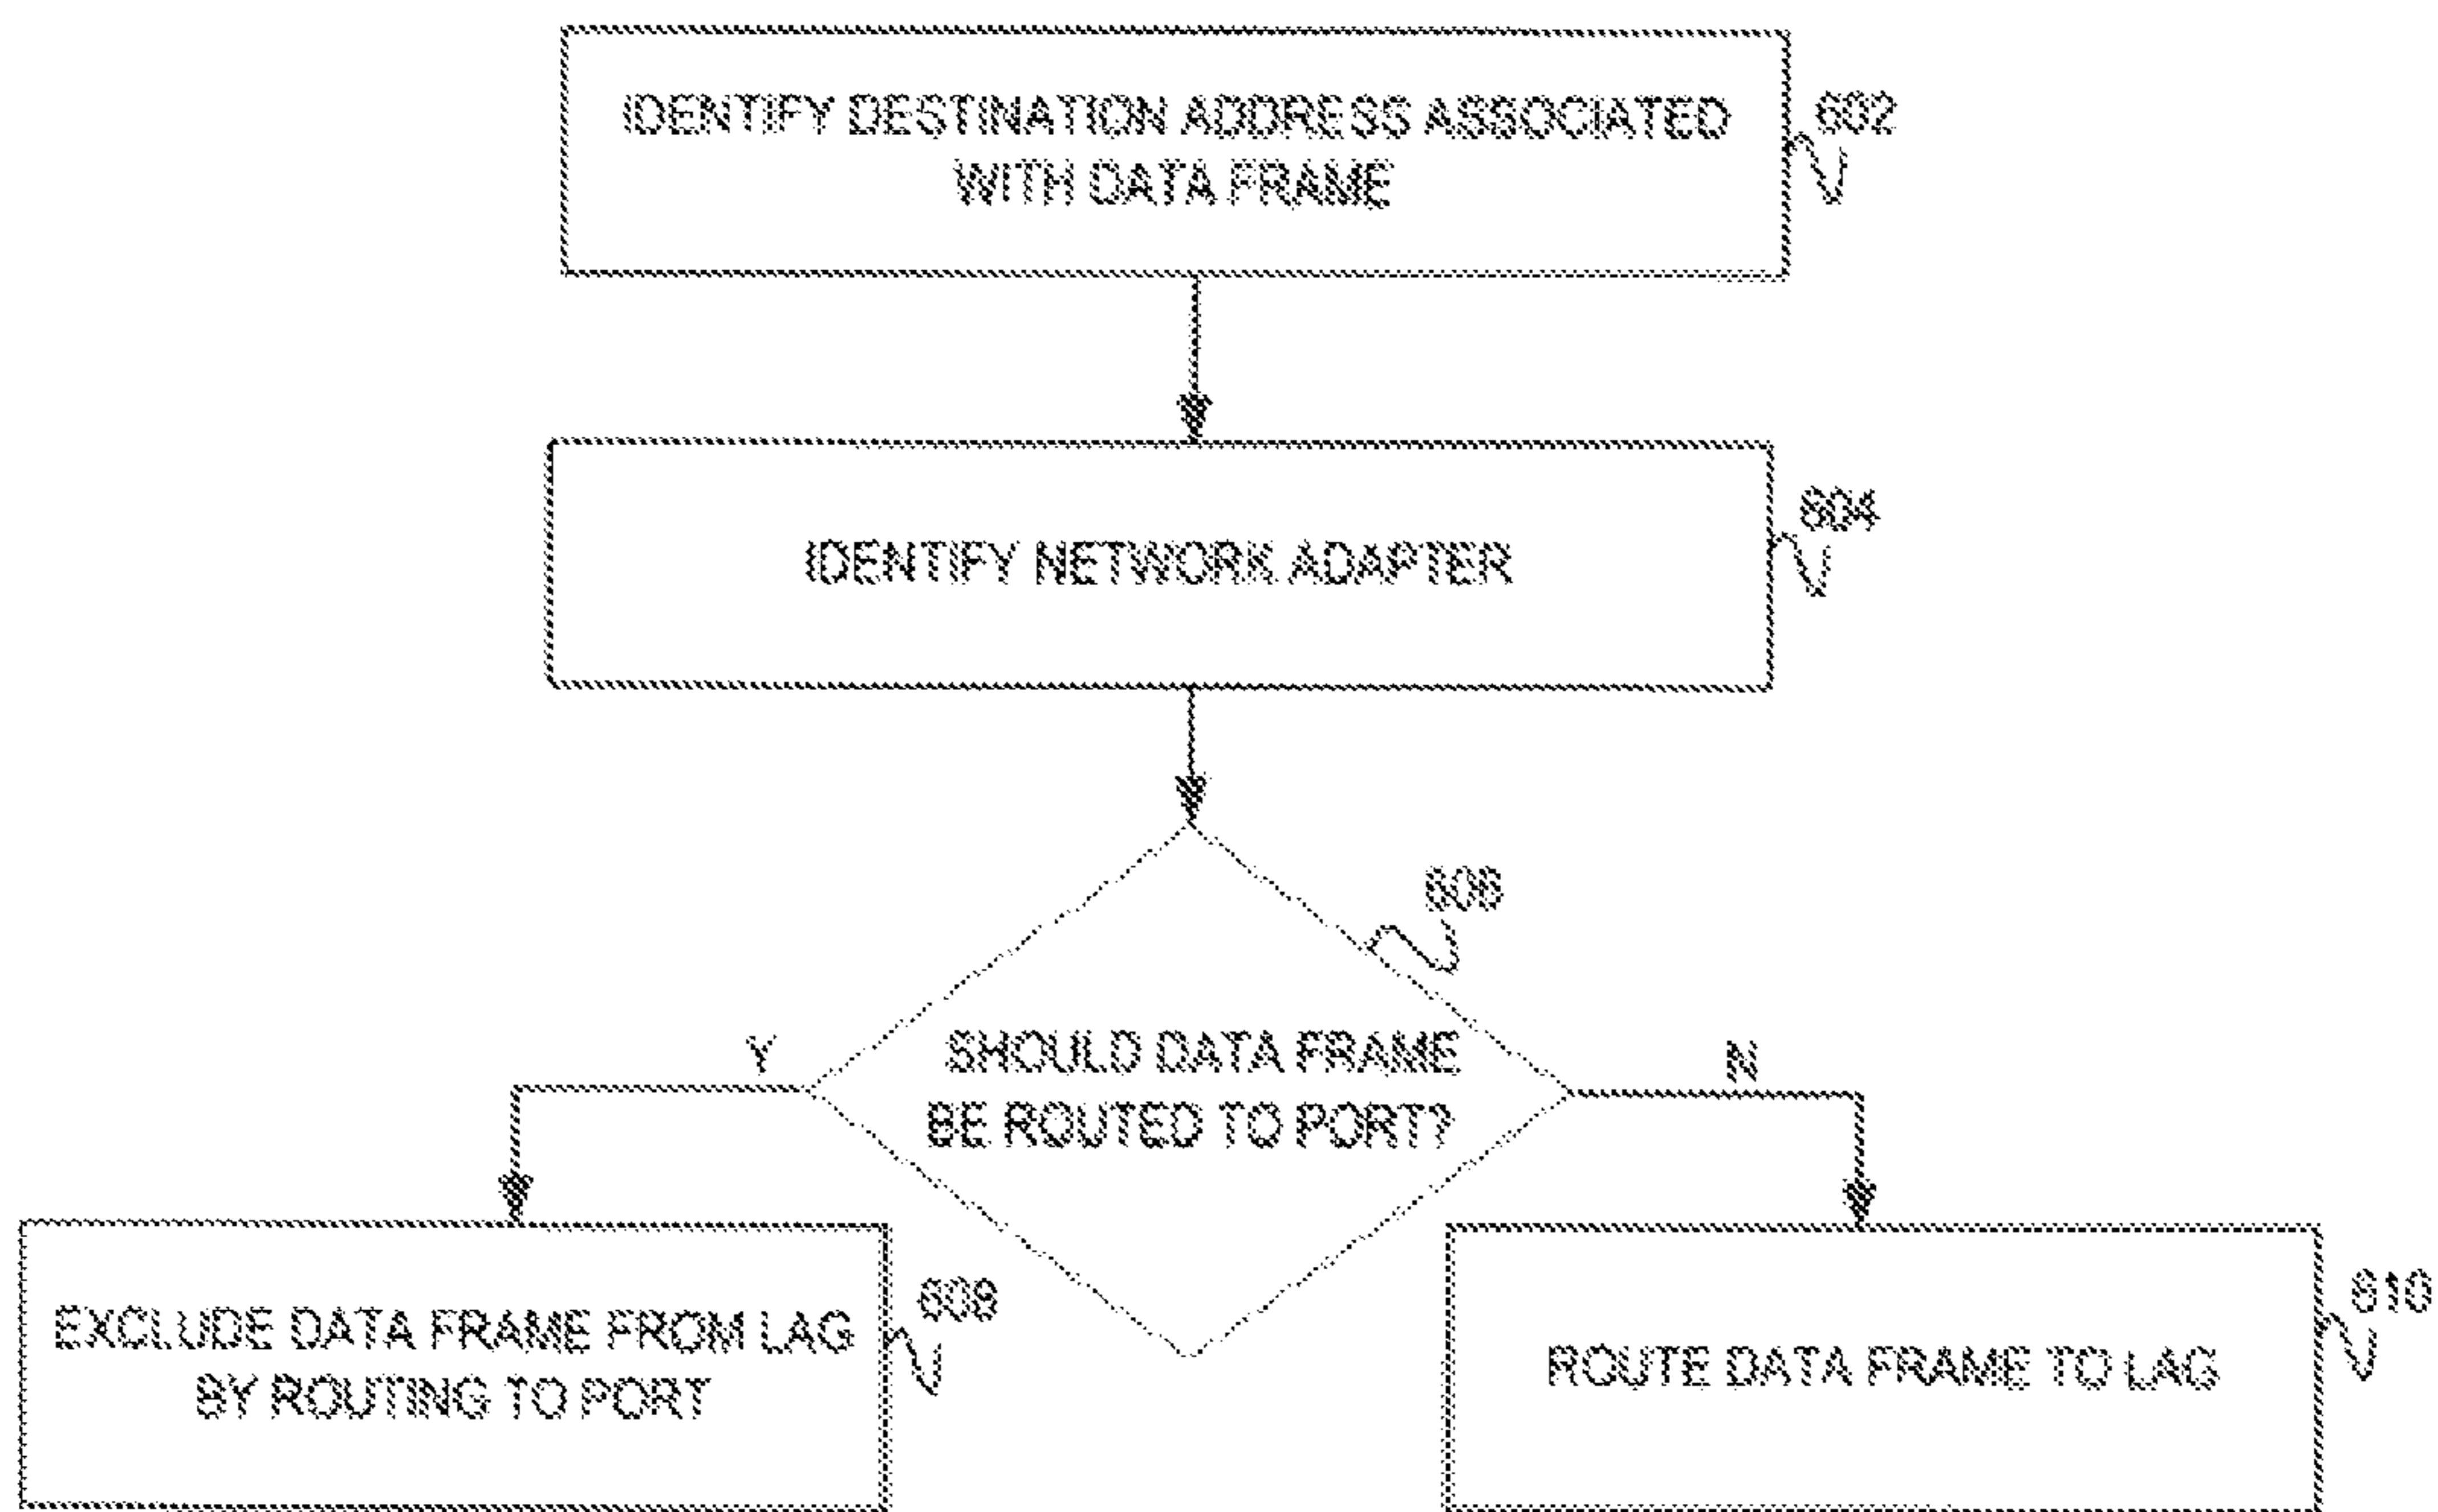 IDENTIFY DESTINATION ADDRESS ASSOCIATED
WITH DATA FRAME
602
IDENTIFY NETWORK ADAPTER
604
606
SHOULD DATA FRAME
BE ROUTED TO PORT?
Y
N
EXCLUDE DATA FRAME FROM LAG
BY ROUTING TO PORT
608
ROUTE DATA FRAME TO LAG
610